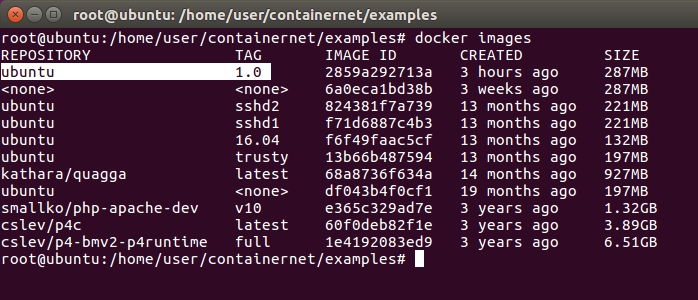 root@ubuntu: /home/user/containernet/examples
root@ubuntu:/home/user/containernet/examples# docker images
REPOSITORY TAG IMAGE ID CREATED SIZE
ubuntu 1.0 2859a292713a 3 hours ago 287MB
<none> <none> 6a0eca1bd38b 3 weeks ago 287MB
ubuntu sshd2 824381f7a739 13 months ago 221MB
ubuntu sshd1 f71d6887c4b3 13 months ago 221MB
ubuntu 16.04 f6f49faac5cf 13 months ago 132MB
ubuntu trusty 13b66b487594 13 months ago 197MB
kathara/quagga latest 68a8736f634a 14 months ago 927MB
ubuntu <none> df043b4f0cf1 19 months ago 197MB
smallko/php-apache-dev v10 e365c329ad7e 3 years ago 1.32GB
cslev/p4c latest 60f0deb82f1e 3 years ago 3.89GB
cslev/p4-bmv2-p4runtime full 1e4192083ed9 3 years ago 6.51GB
root@ubuntu:/home/user/containernet/examples#